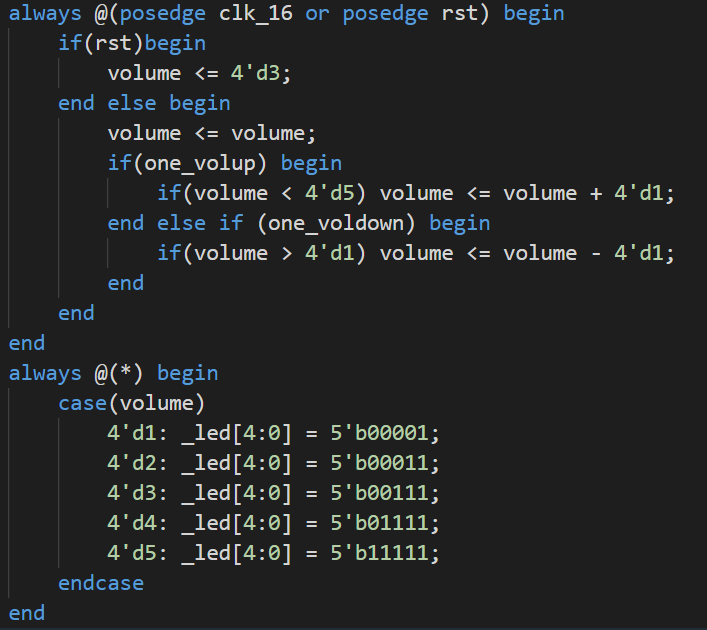 always @(posedge clk_16 or posedge rst) begin
    if(rst)begin
        volume <= 4'd3;
    end else begin
        volume <= volume;
        if(one_volup) begin
            if(volume < 4'd5) volume <= volume + 4'd1;
        end else if (one_voldown) begin
            if(volume > 4'd1) volume <= volume - 4'd1;
        end
    end
end
always @(*) begin
    case(volume)
        4'd1: _led[4:0] = 5'b00001;
        4'd2: _led[4:0] = 5'b00011;
        4'd3: _led[4:0] = 5'b00111;
        4'd4: _led[4:0] = 5'b01111;
        4'd5: _led[4:0] = 5'b11111;
    endcase
end